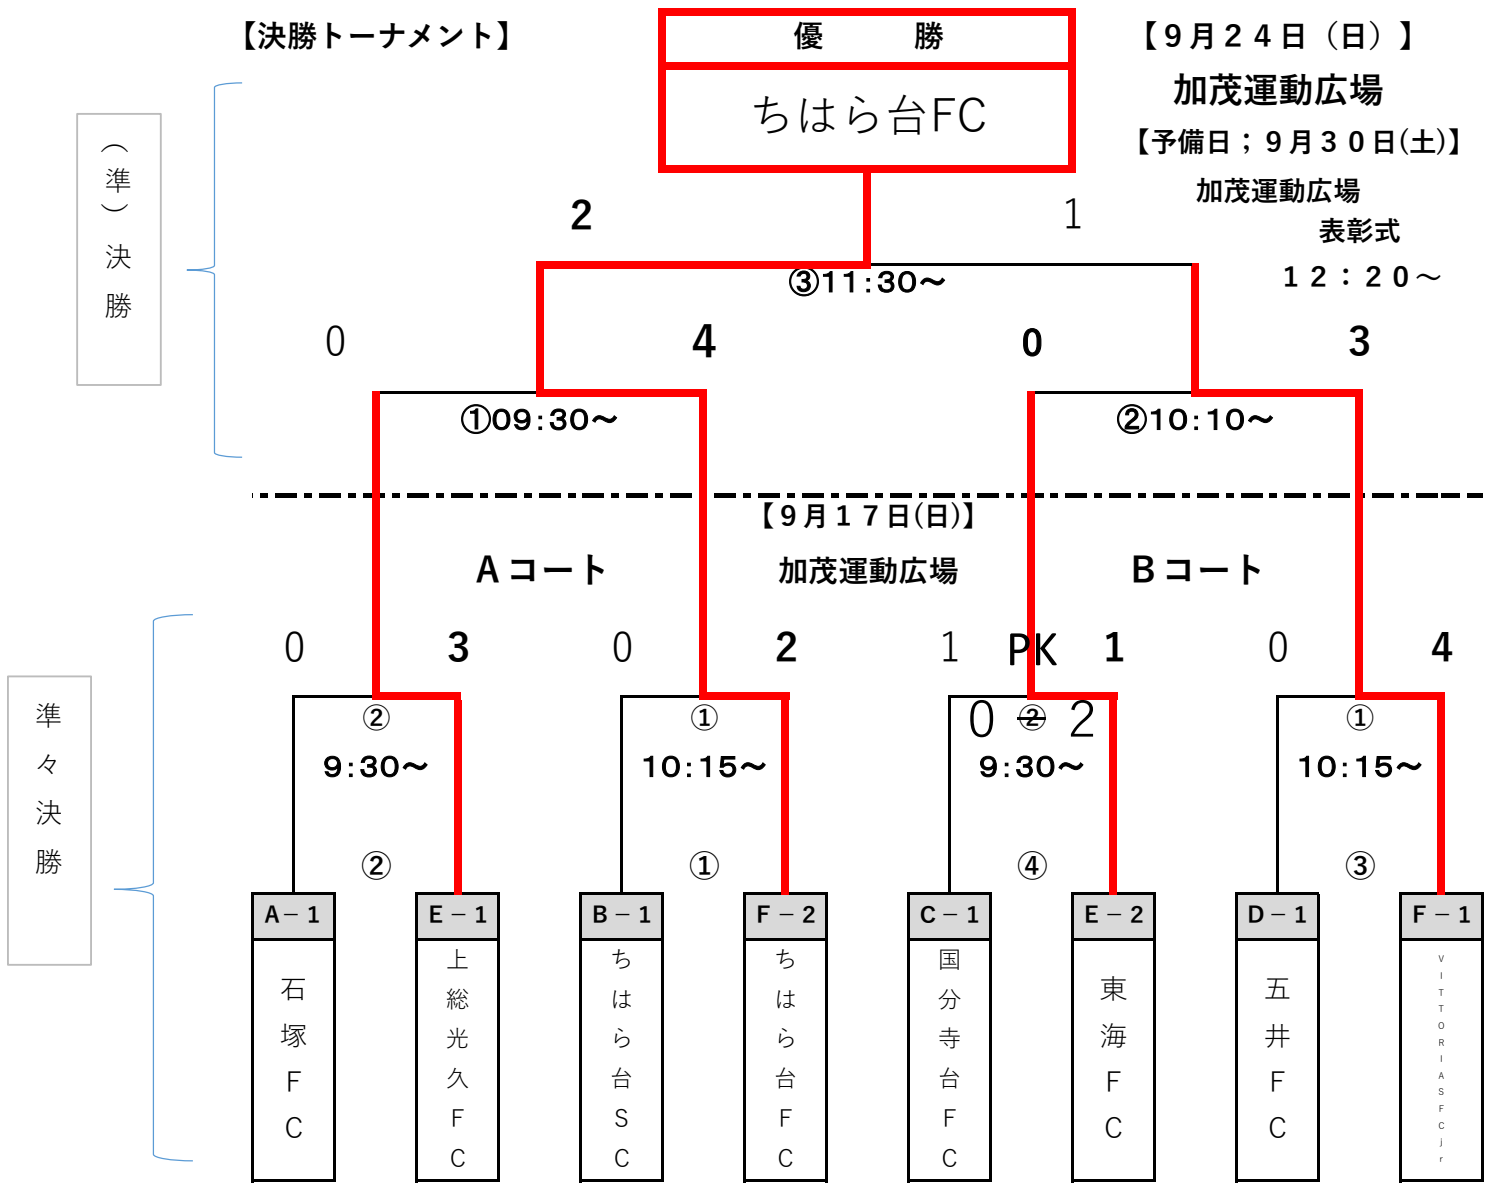 【決勝トーナメント】
優　　　勝
【９月２４日（日）】
ちはら台FC
加茂運動広場
【予備日；９月３０日(土)】
加茂運動広場
表彰式
１２：２０～
（準）決勝
2
1
③11:30～
0
4
0
3
①09:30～
②10:10～
【９月１７日(日)】
Ａコート
加茂運動広場
Ｂコート
準々決勝
0
3
0
2
1
PK
1
0
4
②
①
0 － 2
②
①
9:30～
10:15～
9:30～
10:15～
②
①
④
③
A－1
E－1
B－1
F－2
C－1
E－2
D－1
F－1
石塚FC
上総光久FC
ちはら台SC
ちはら台FC
国分寺台FC
東海FC
五井FC
VITTORIASFCjr